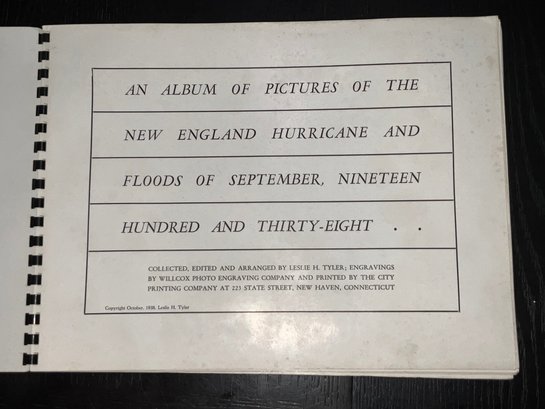 AN ALBUM OF PICTURES OF THE
NEW ENGLAND HURRICANE AND
FLOODS OF SEPTEMBER, NINETEEN
HUNDRED AND THIRTY-EIGHT . .
COLLECTED, EDITED AND ARRANGED BY LESLIE H. TYLER; ENGRAVINGS
BY WILLCOX PHOTO ENGRAVING COMPANY AND PRINTED BY THE CITY
PRINTING COMPANY AT 223 STATE STREET, NEW HAVEN, CONNECTICUT
Copyright October, 1938, Leslie H. Tyler